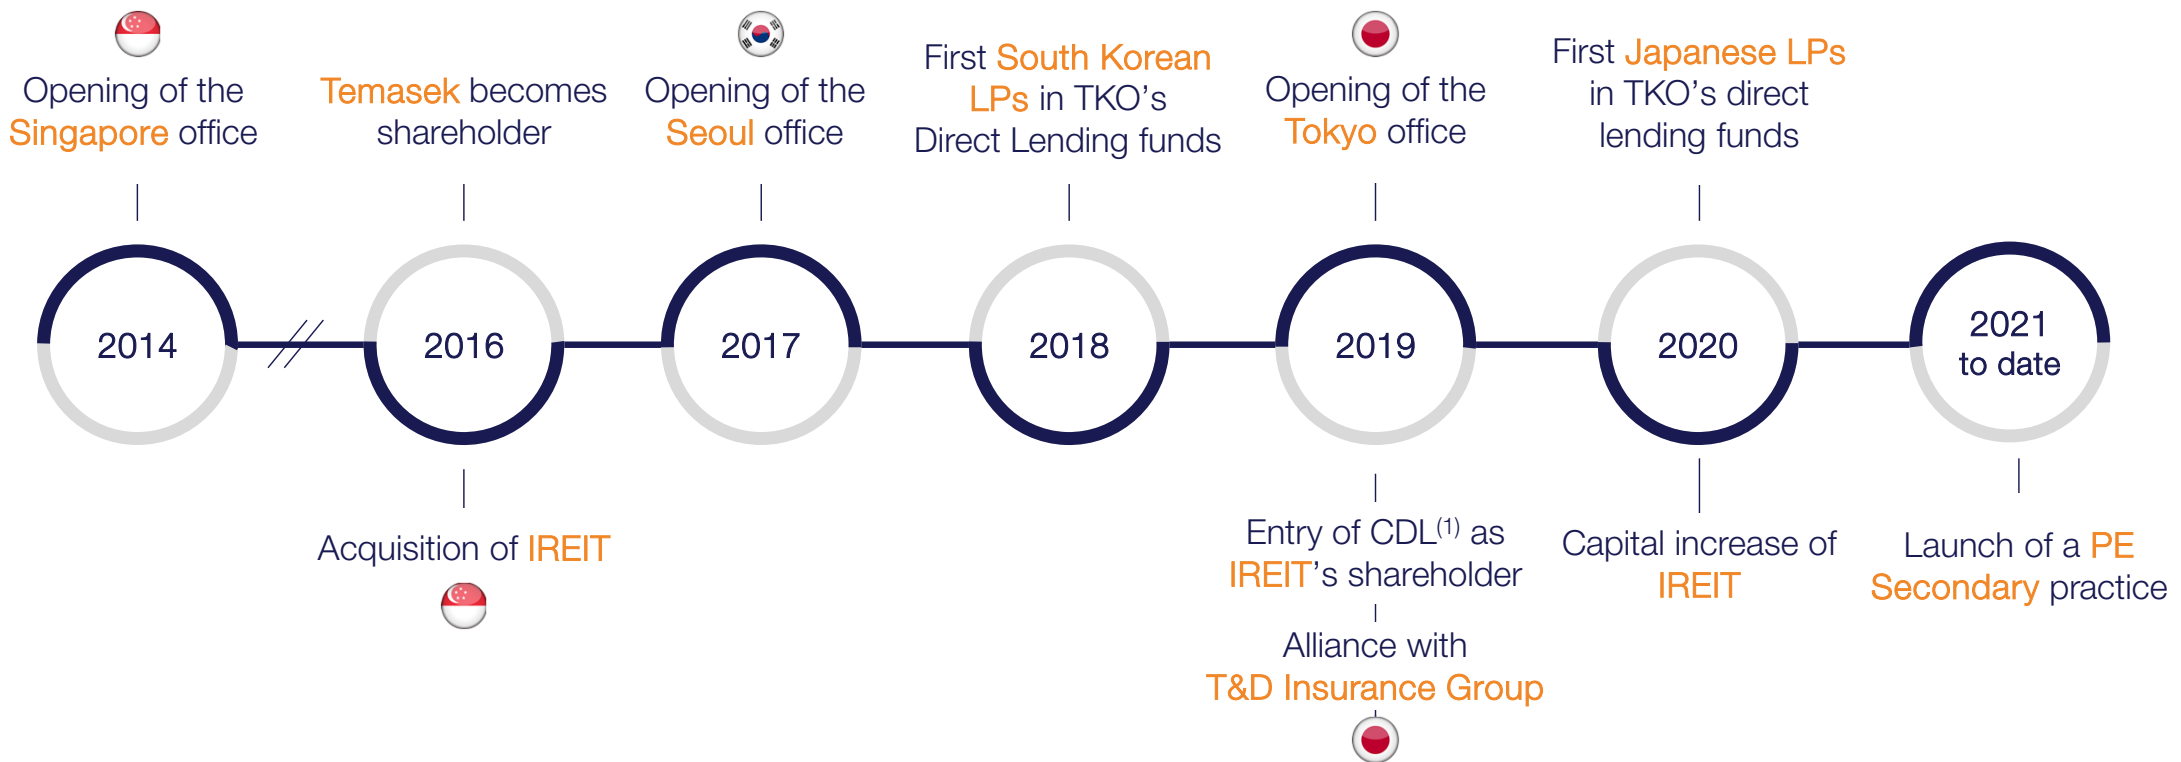 Opening of the
Singapore office
Temasek becomes
shareholder
Opening of the
Seoul office
First South Korean
LPs in TKO’s
Direct Lending funds
Opening of the
Tokyo office
First Japanese LPs
in TKO’s direct
lending funds
2014
2016
2017
2018
2019
2020
2021
to date
Acquisition of IREIT
Entry of CDL(1) as
IREIT’s shareholder
Alliance with
T&D Insurance Group
Capital increase of
IREIT
Launch of a PE
Secondary practice